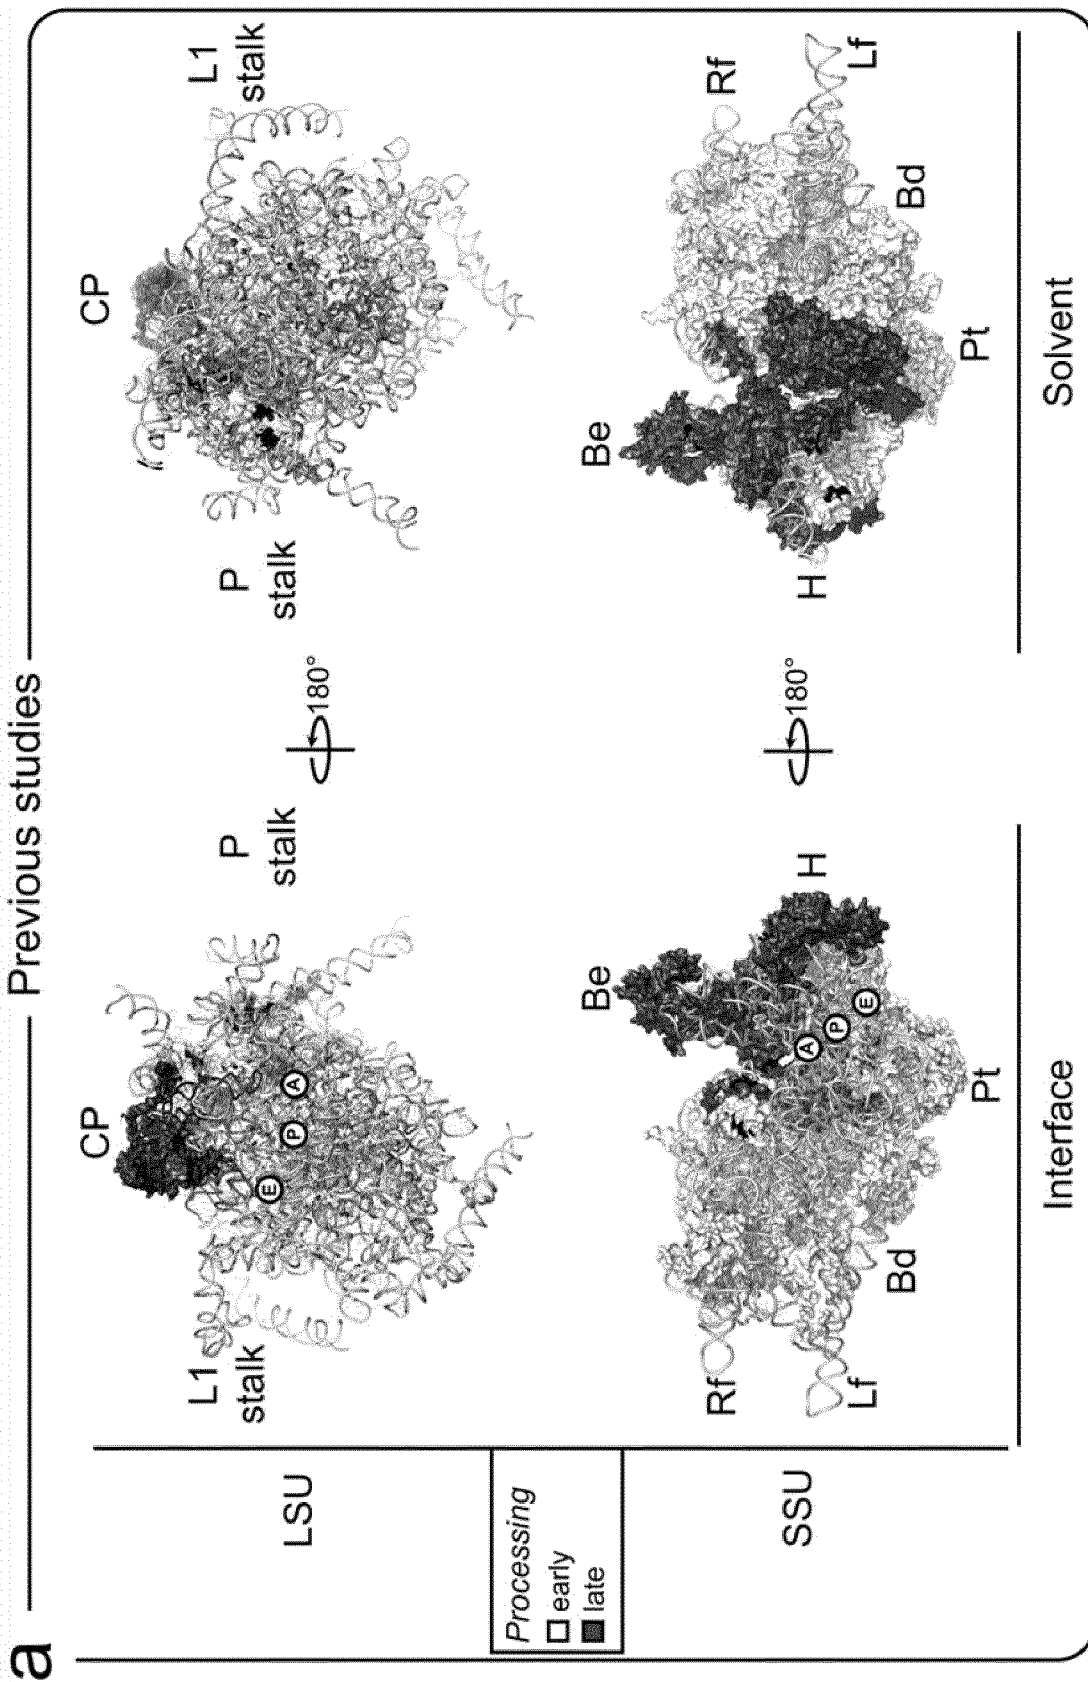 a
Previous studies
LSU
L1
stalk
CP
P
stalk
E
P
A
180°
P
stalk
CP
L1
stalk
Processing
early
late
SSU
Rf
Lf
Bd
Be
H
Pt
A
P
E
180°
Be
H
Rf
Lf
Bd
Pt
Interface
Solvent